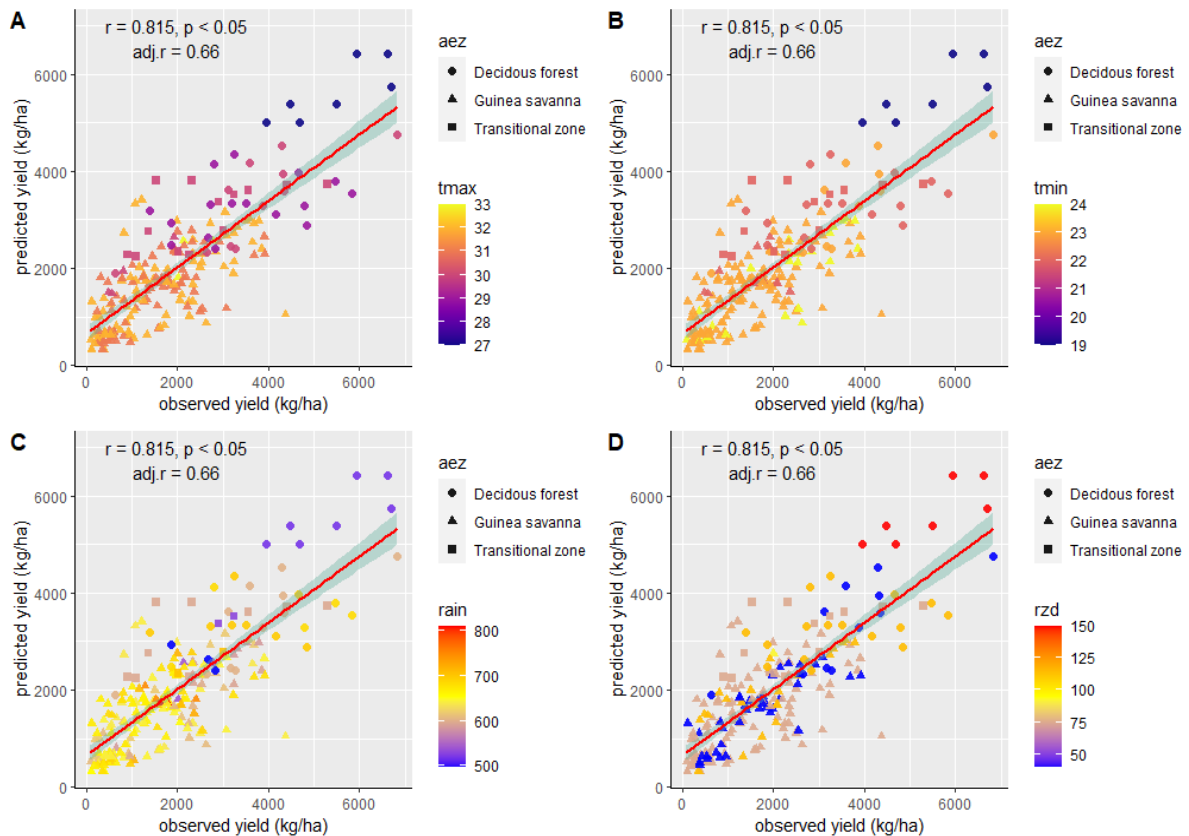 A
r = 0.815, p < 0.05
adj.r = 0.66
predicted yield (kg/ha)
6000
4000
2000
0
0 2000 4000 6000
observed yield (kg/ha)
aez
Decidous forest
Guinea savanna
Transitional zone
tmax
33
32
31
30
29
28
27
B
r = 0.815, p < 0.05
adj.r = 0.66
predicted yield (kg/ha)
6000
4000
2000
0
0 2000 4000 6000
observed yield (kg/ha)
aez
Decidous forest
Guinea savanna
Transitional zone
tmin
24
23
22
21
20
19
C
r = 0.815, p < 0.05
adj.r = 0.66
predicted yield (kg/ha)
6000
4000
2000
0
0 2000 4000 6000
observed yield (kg/ha)
aez
Decidous forest
Guinea savanna
Transitional zone
rain
800
700
600
500
D
r = 0.815, p < 0.05
adj.r = 0.66
predicted yield (kg/ha)
6000
4000
2000
0
0 2000 4000 6000
observed yield (kg/ha)
aez
Decidous forest
Guinea savanna
Transitional zone
rzd
150
125
100
75
50